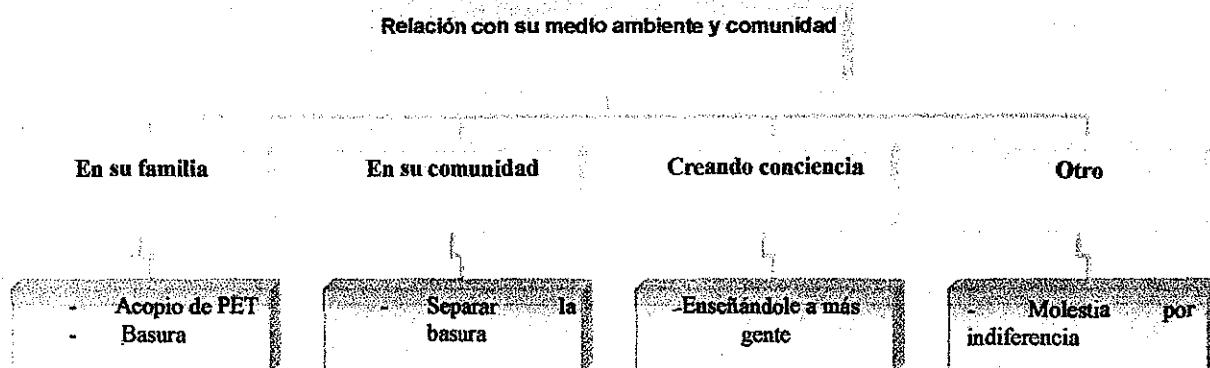 Relación con su medio ambiente y comunidad
En su familia
En su comunidad
Creando conciencia
Otro
- Acopio de PET
- Basura
- Separar la
basura
-Enseñándole a más
gente
- Molestia por
indiferencia